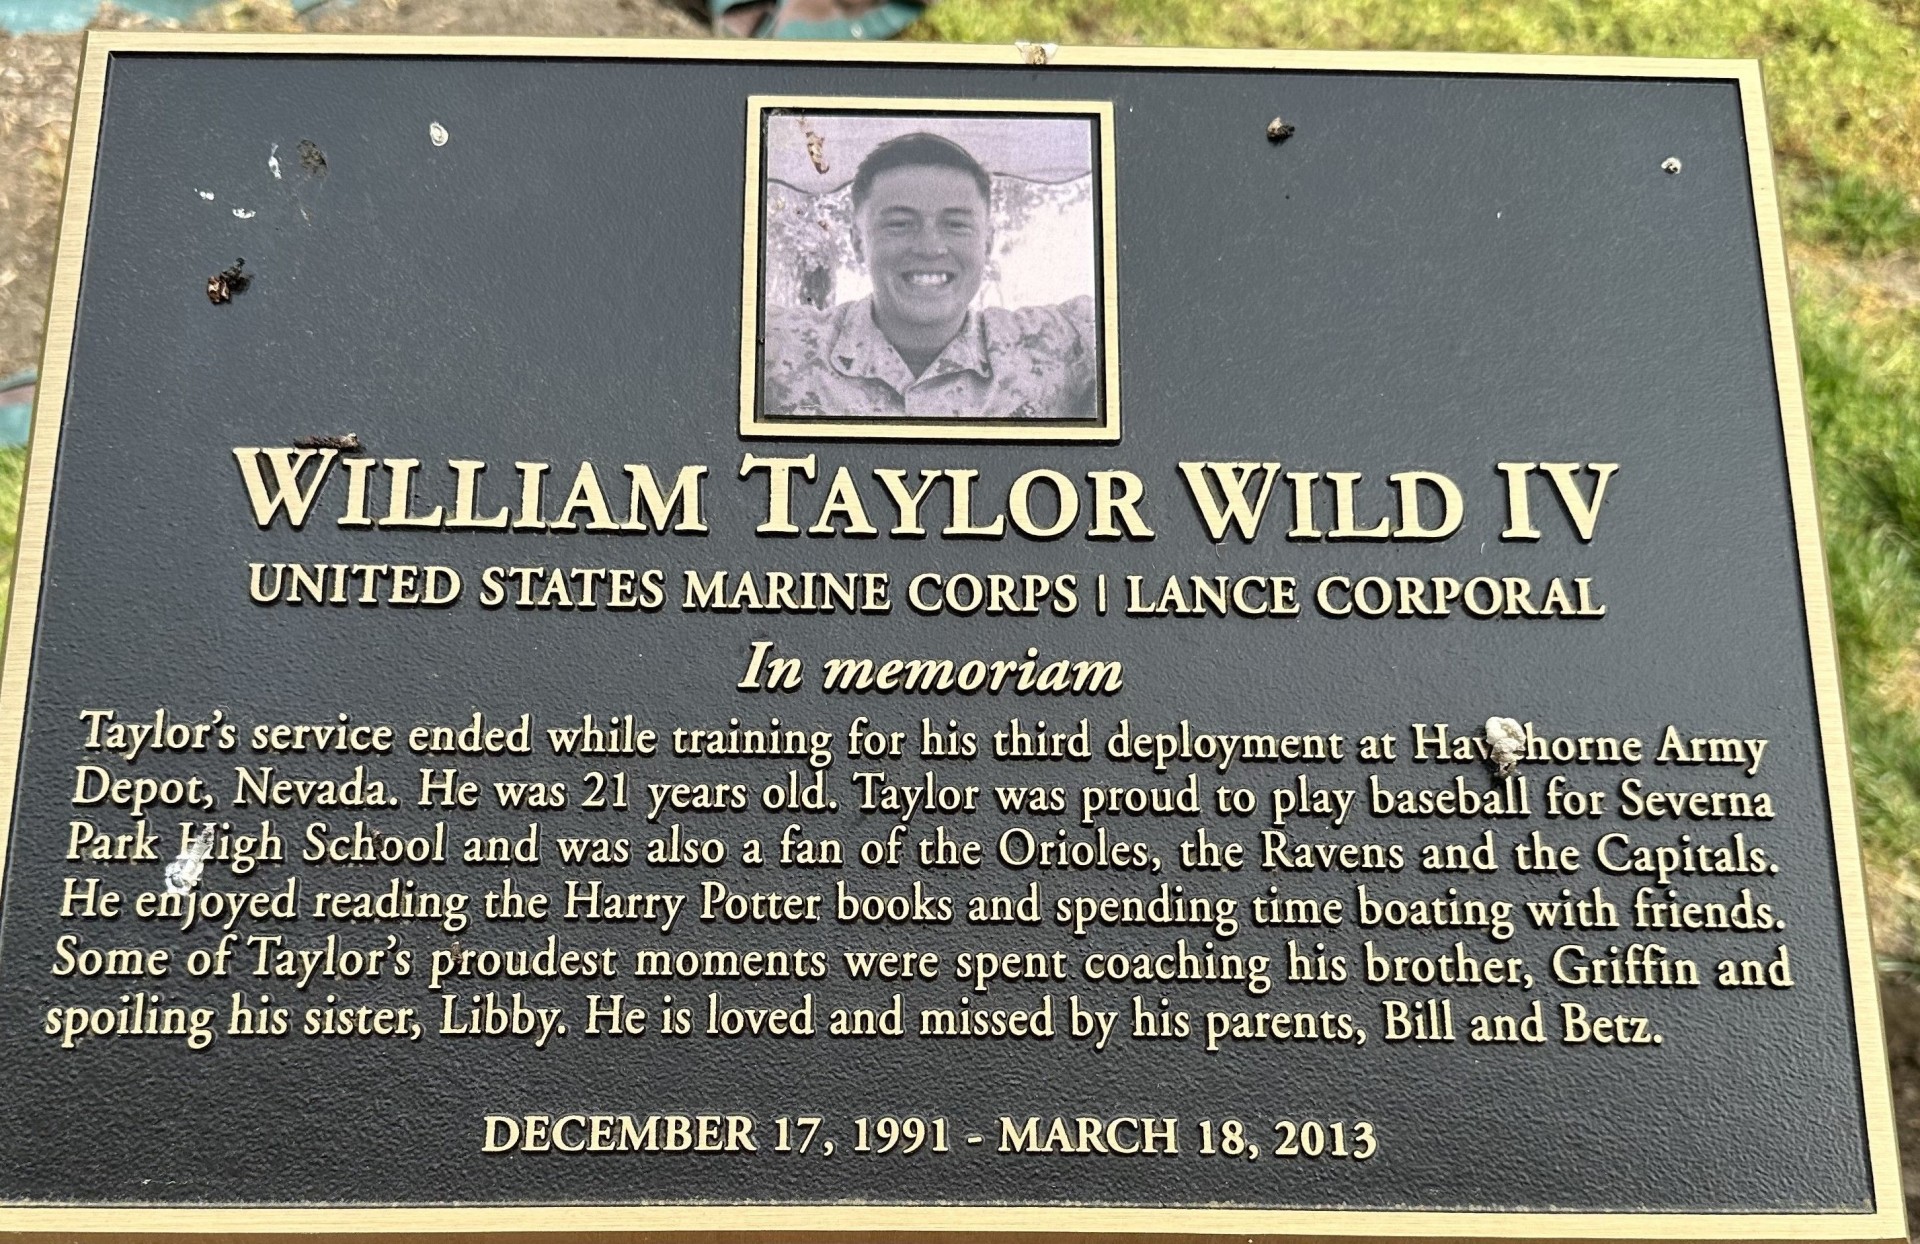 WILLIAM TAYLOR WILD IV
UNITED STATES MARINE CORPS | LANCE CORPORAL
In memoriam
Taylor's service ended while training for his third deployment at Hawthorne Army
Depot, Nevada. He was 21 years old. Taylor was proud to play baseball for Severna
Park High School and was also a fan of the Orioles, the Ravens and the Capitals.
He enjoyed reading the Harry Potter books and spending time boating with friends.
Some of Taylor's proudest moments were spent coaching his brother, Griffin and
spoiling his sister, Libby. He is loved and missed by his parents, Bill and Betz.
DECEMBER 17, 1991 - MARCH 18, 2013